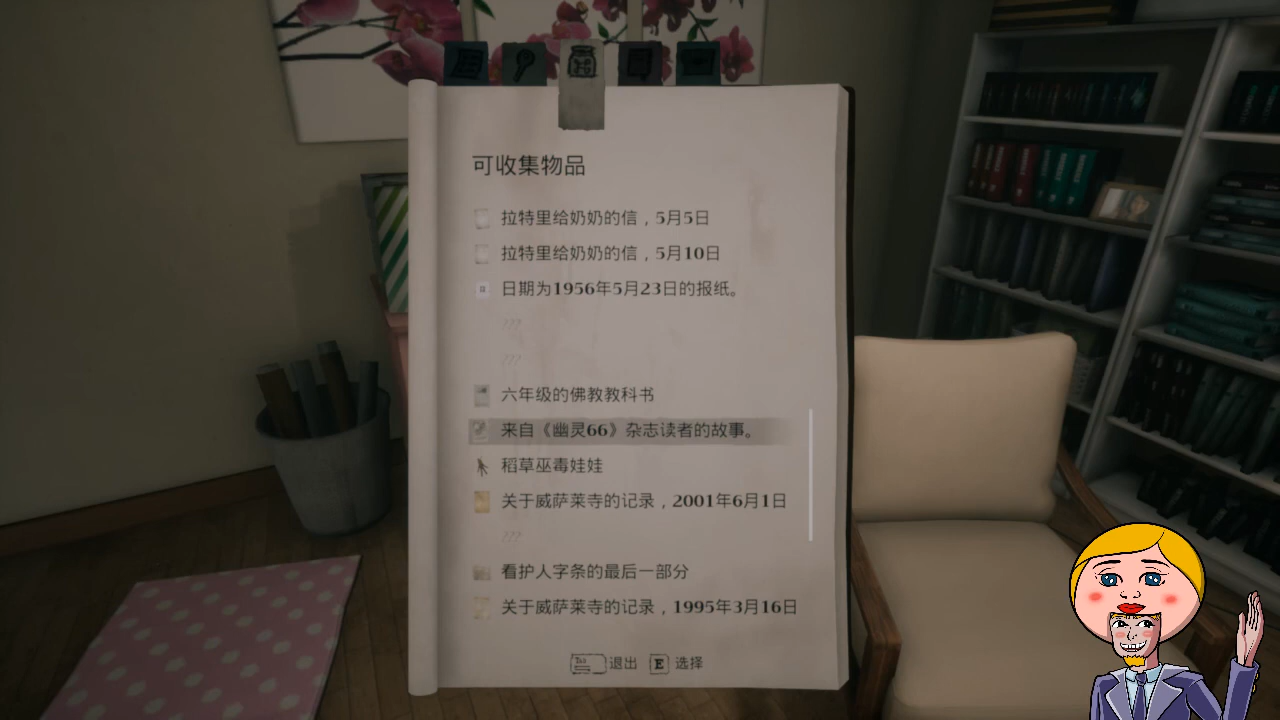 可收集物品
拉特里给奶奶的信，5月5日
拉特里给奶奶的信，5月10日
日期为1956年5月23日的报纸。
???
???
六年级的佛教教科书
来自《幽灵66》杂志读者的故事。
稻草巫毒娃娃
关于威萨莱寺的记录，2001年6月1日
???
看护人字条的最后一部分
关于威萨莱寺的记录，1995年3月16日
Tab 退出 E 选择